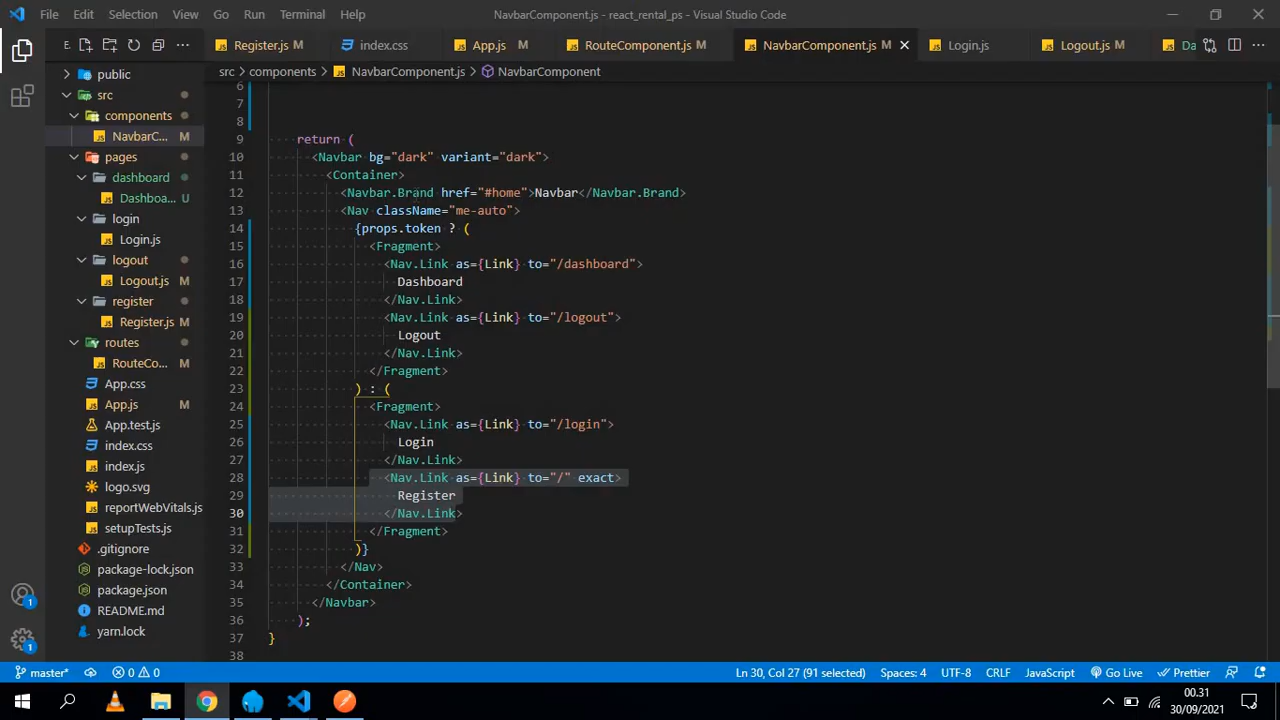 File Edit Selection View Go Run Terminal Help NavbarComponent.js - react_rental_ps - Visual Studio Code
E.
Register.js M index.css App.js M RouteComponent.js M NavbarComponent.js M Login.js Logout.js M Da
src > components > NavbarComponent.js > NavbarComponent
public
src
components
NavbarC... M
pages
dashboard
Dashboa... U
login
Login.js
logout
Logout.js M
register
Register.js M
routes
RouteCo... M
App.css
App.js M
App.test.js
index.css
index.js
logo.svg
reportWebVitals.js
setupTests.js
.gitignore
package-lock.json
package.json
README.md
yarn.lock
6
7
8
9 return (
10 <Navbar bg="dark" variant="dark">
11 <Container>
12 <Navbar.Brand href="#home">Navbar</Navbar.Brand>
13 <Nav className="me-auto">
14 {props.token ? (
15 <Fragment>
16 <Nav.Link as={Link} to="/dashboard">
17 Dashboard
18 </Nav.Link>
19 <Nav.Link as={Link} to="/logout">
20 Logout
21 </Nav.Link>
22 </Fragment>
23 ) : (
24 <Fragment>
25 <Nav.Link as={Link} to="/login">
26 Login
27 </Nav.Link>
28 <Nav.Link as={Link} to="/" exact>
29 Register
30 </Nav.Link>
31 </Fragment>
32 )}
33 </Nav>
34 </Container>
35 </Navbar>
36 );
37 }
38
1
1
master* 0 0 Ln 30, Col 27 (91 selected) Spaces: 4 UTF-8 CRLF JavaScript Go Live Prettier
00.31
30/09/2021